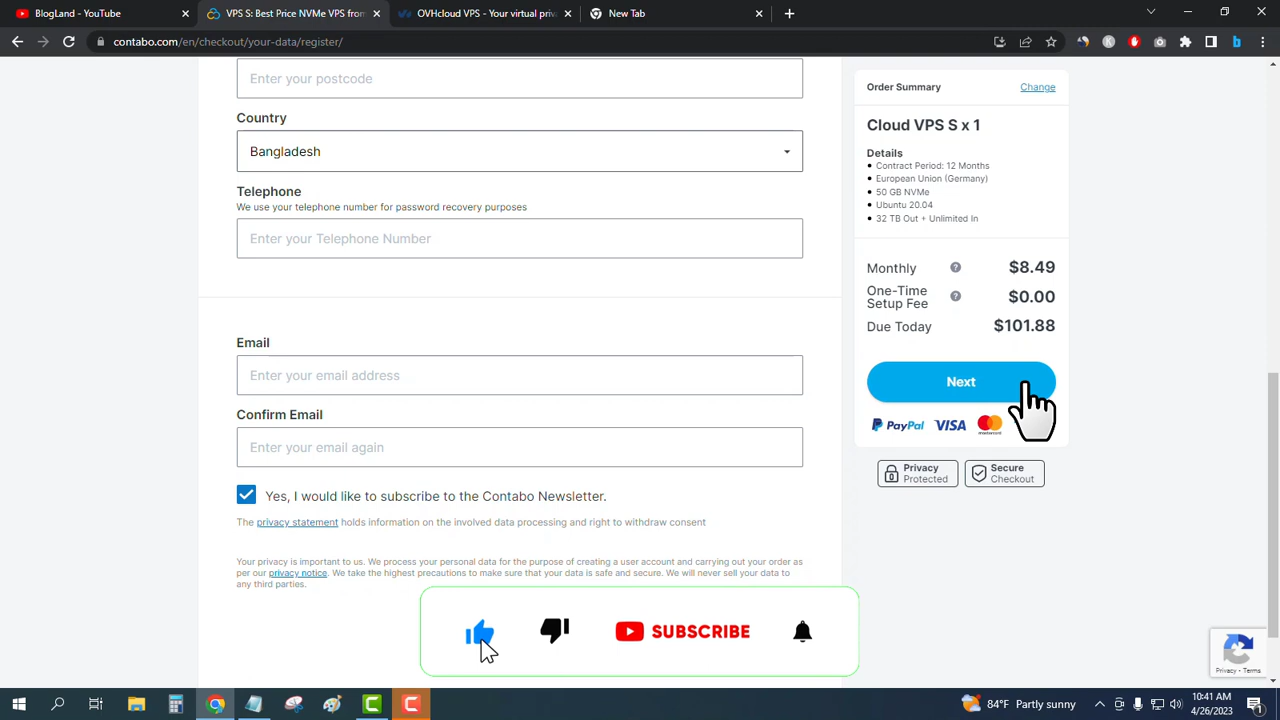 BlogLand - YouTube
VPS S: Best Price NVMe VPS from
OVHcloud VPS - Your virtual priv
New Tab
contabo.com/en/checkout/your-data/register/
Enter your postcode
Country
Bangladesh
Telephone
We use your telephone number for password recovery purposes
Enter your Telephone Number
Email
Enter your email address
Confirm Email
Enter your email again
Yes, I would like to subscribe to the Contabo Newsletter.
The privacy statement holds information on the involved data processing and right to withdraw consent
Your privacy is important to us. We process your personal data for the purpose of creating a user account and carrying out your order as
per our privacy notice. We take the highest precautions to make sure that your data is safe and secure. We will never sell your data to
any third parties.
Order Summary
Change
Cloud VPS S x 1
Details
Contract Period: 12 Months
European Union (Germany)
50 GB NVMe
Ubuntu 20.04
32 TB Out + Unlimited In
Monthly $8.49
One-Time
Setup Fee $0.00
Due Today $101.88
Next
PayPal VISA mastercard
Privacy
Protected
Secure
Checkout
SUBSCRIBE
Privacy - Terms
84°F Partly sunny
10:41 AM
4/26/2023